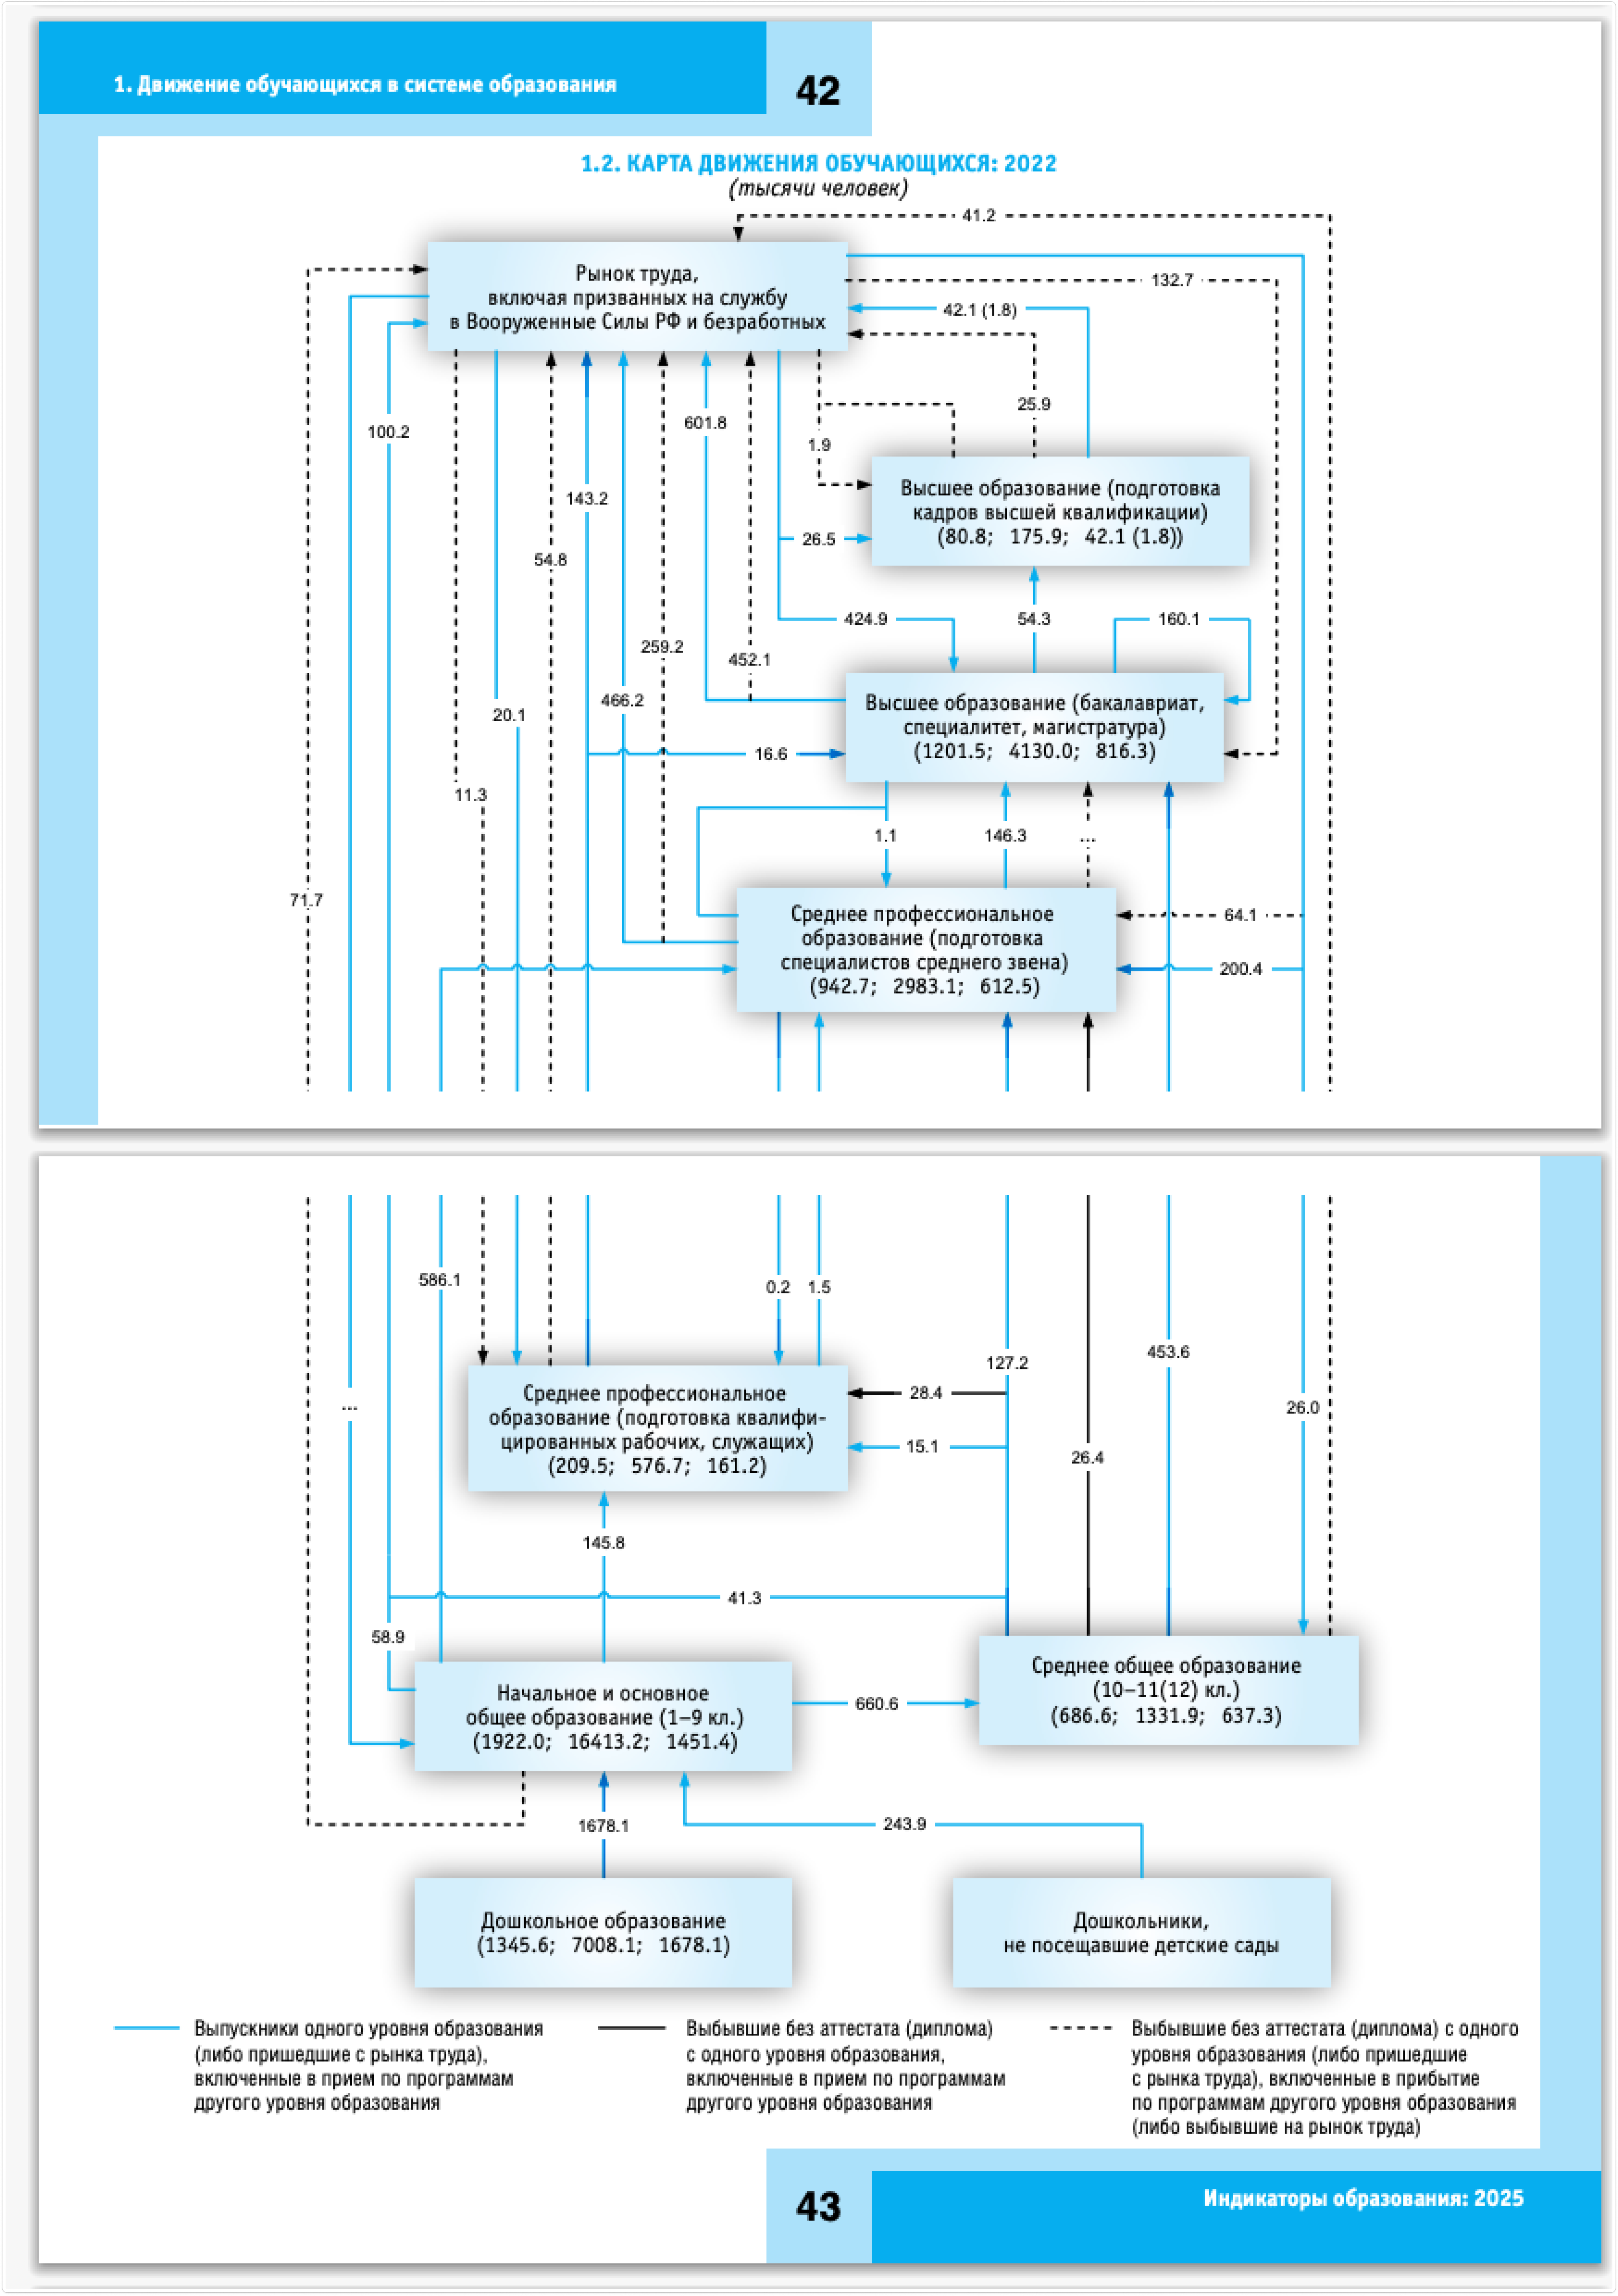 1. Движение обучающихся в системе образования
42
1.2. КАРТА ДВИЖЕНИЯ ОБУЧАЮЩИХСЯ: 2022
(тысячи человек)
41.2
Рынок труда,
включая призванных на службу
в Вооруженные Силы РФ и безработных
132.7
42.1 (1.8)
25.9
100.2
601.8
1.9
143.2
Высшее образование (подготовка
кадров высшей квалификации)
(80.8; 175.9; 42.1 (1.8))
26.5
54.8
424.9
54.3
160.1
259.2
452.1
466.2
20.1
Высшее образование (бакалавриат,
специалитет, магистратура)
(1201.5; 4130.0; 816.3)
16.6
11.3
1.1
146.3
...
71.7
Среднее профессиональное
образование (подготовка
специалистов среднего звена)
(942.7; 2983.1; 612.5)
64.1
200.4
586.1
0.2
1.5
127.2
453.6
Среднее профессиональное
образование (подготовка квалифи-
цированных рабочих, служащих)
(209.5; 576.7; 161.2)
28.4
...
26.0
15.1
26.4
145.8
41.3
58.9
Среднее общее образование
(10–11(12) кл.)
(686.6; 1331.9; 637.3)
Начальное и основное
общее образование (1–9 кл.)
(1922.0; 16413.2; 1451.4)
660.6
1678.1
243.9
Дошкольное образование
(1345.6; 7008.1; 1678.1)
Дошкольники,
не посещавшие детские сады
Выпускники одного уровня образования
(либо пришедшие с рынка труда),
включенные в прием по программам
другого уровня образования
Выбывшие без аттестата (диплома)
с одного уровня образования,
включенные в прием по программам
другого уровня образования
Выбывшие без аттестата (диплома) с одного
уровня образования (либо пришедшие
с рынка труда), включенные в прибытие
по программам другого уровня образования
(либо выбывшие на рынок труда)
43
Индикаторы образования: 2025